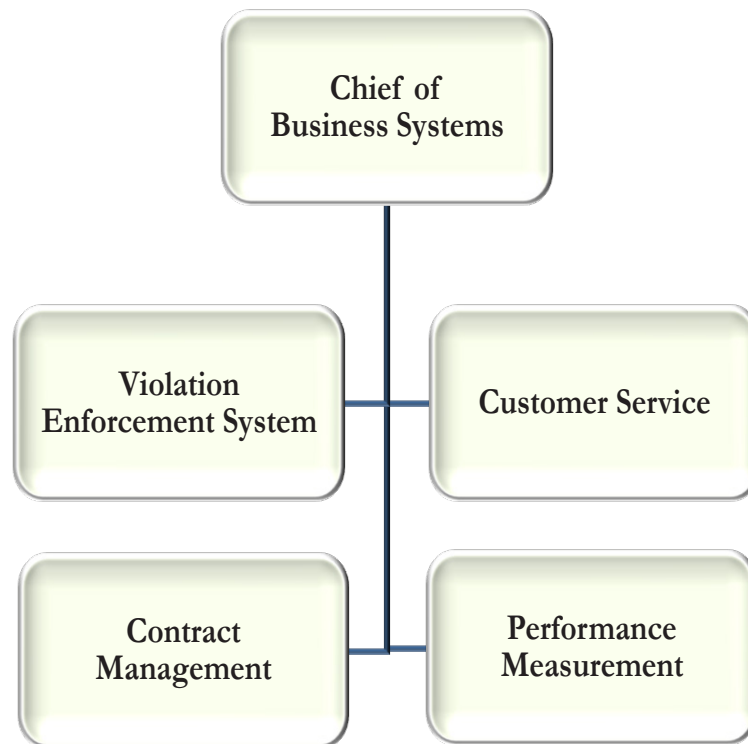 Chief of
Business Systems
Violation
Enforcement System
Customer Service
Contract
Management
Performance
Measurement